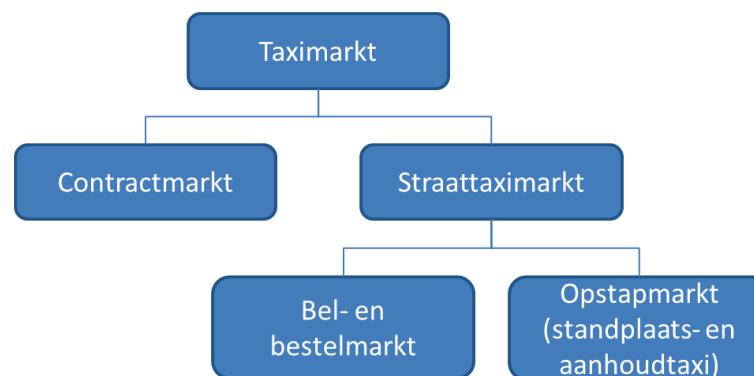 Taximarkt
Contractmarkt
Straattaximarkt
Bel- en
bestelmarkt
Opstapmarkt
(standplaats- en
aanhoudtaxi)